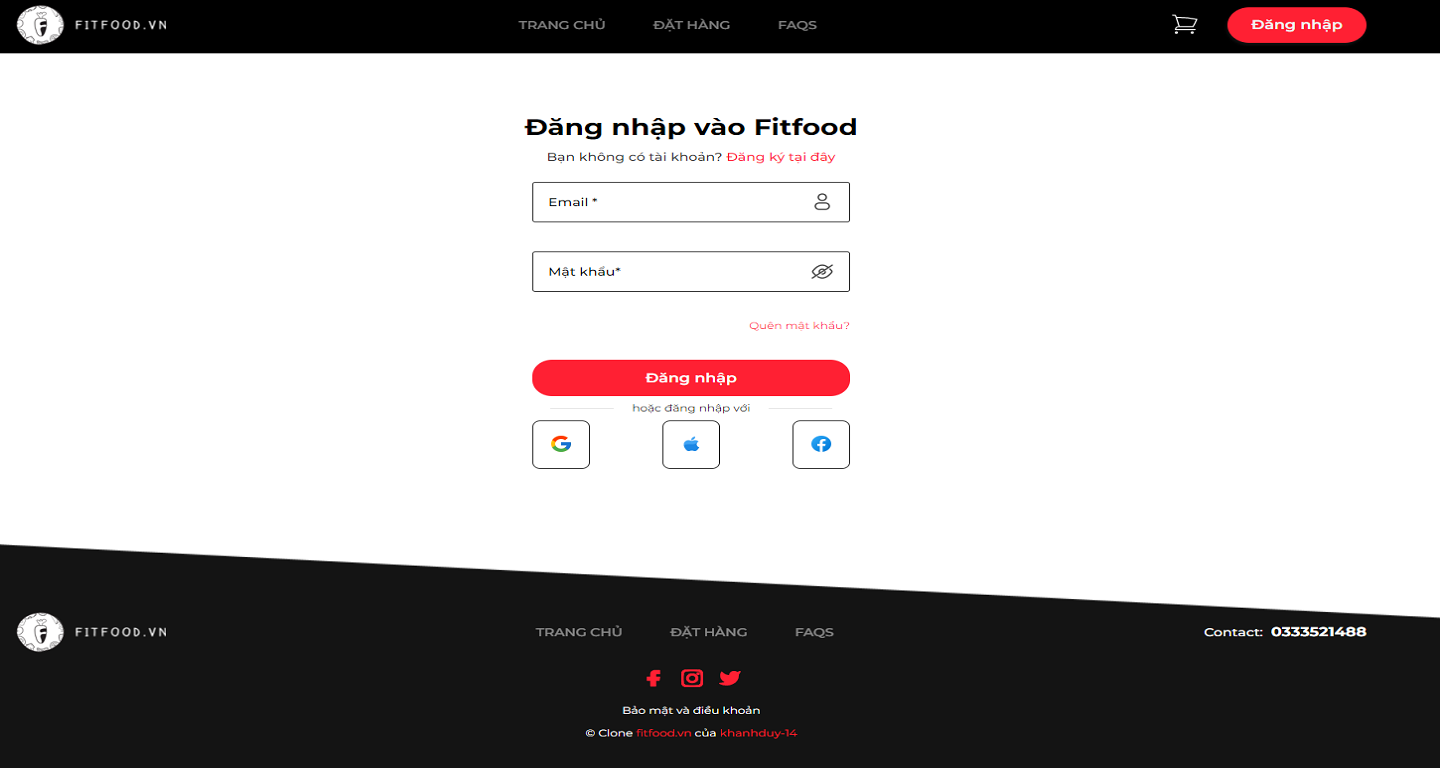 FITFOOD.VN TRANG CHỦ ĐẶT HÀNG FAQS Đăng nhập
Đăng nhập vào Fitfood
Bạn không có tài khoản? Đăng ký tại đây
Email *
Mật khẩu*
Quên mật khẩu?
Đăng nhập
hoặc đăng nhập với
FITFOOD.VN TRANG CHỦ ĐẶT HÀNG FAQS Contact: 0333521488
Bảo mật và điều khoản
© Clone fitfood.vn của khanhduy-14